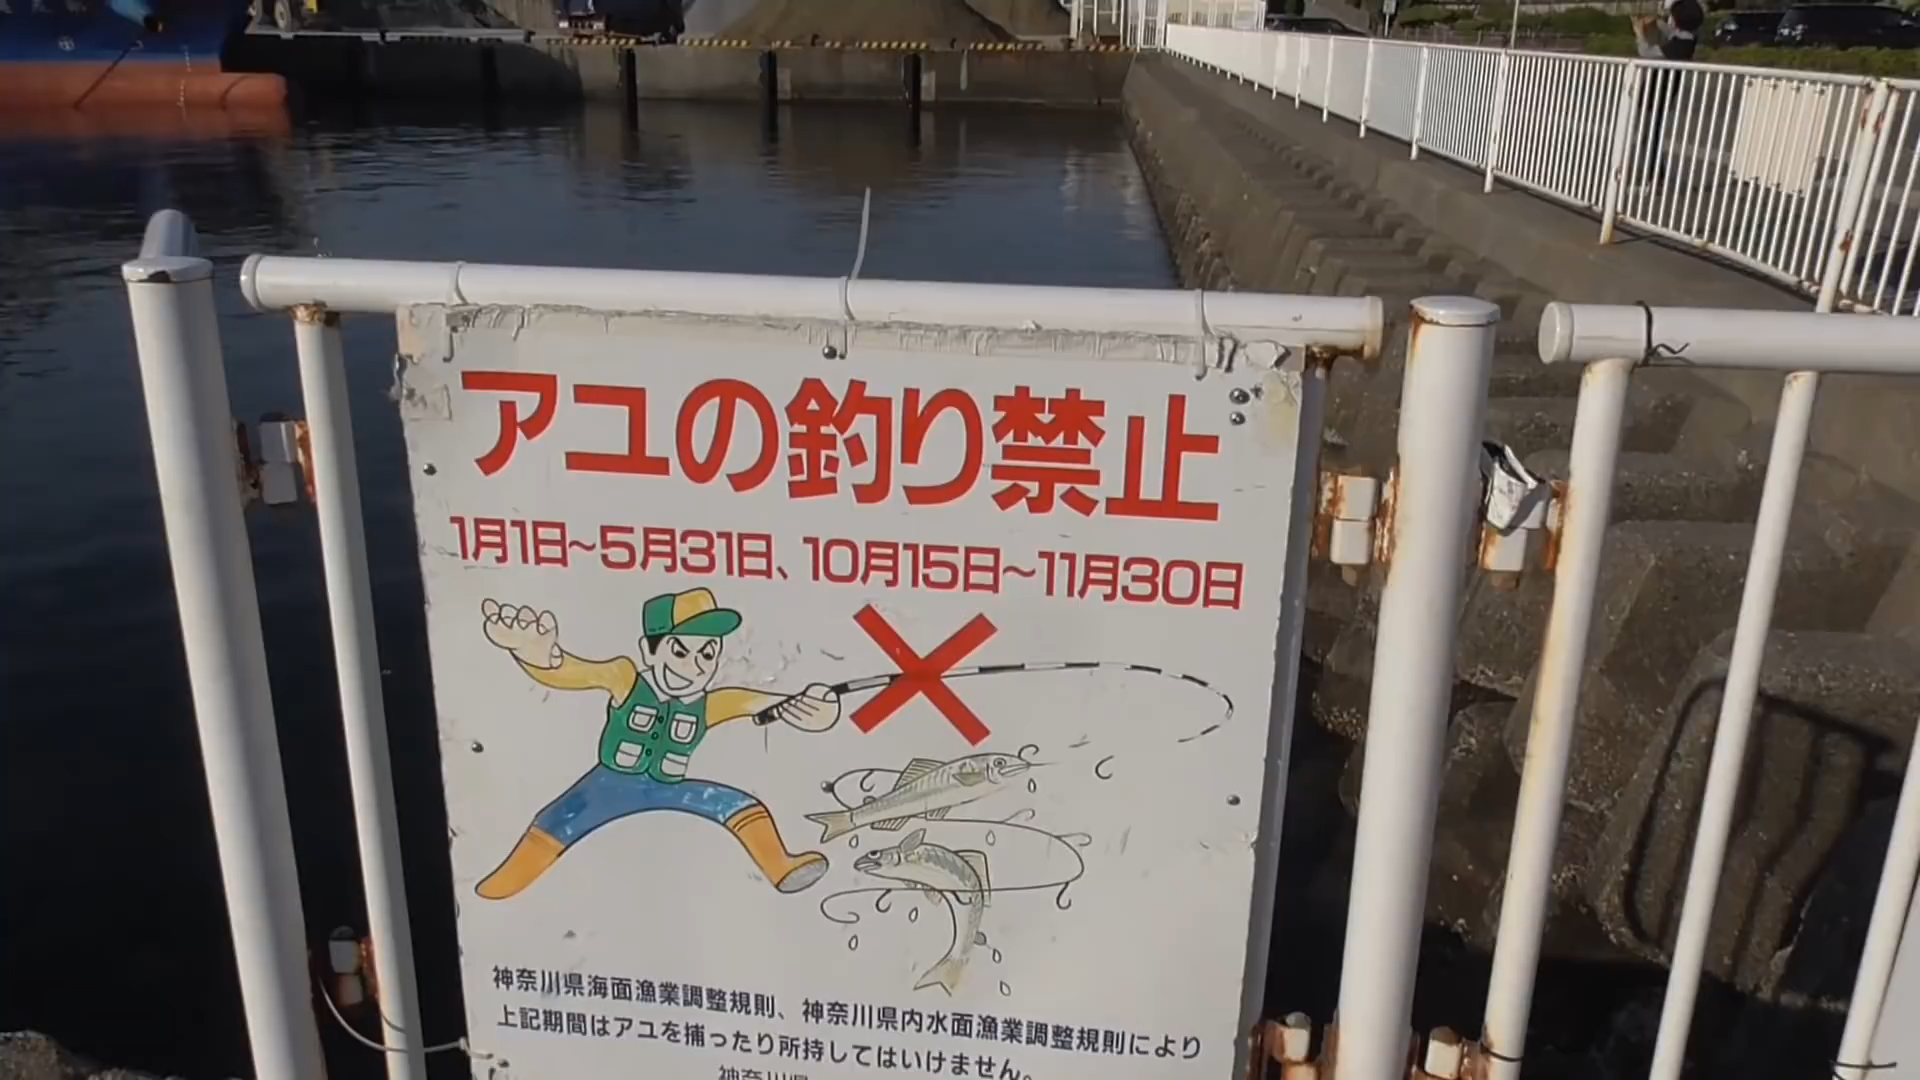 アユの釣り禁止
1月1日~5月31日、10月15日~11月30日
神奈川県海面漁業調整規則、神奈川県内水面漁業調整規則により
上記期間はアユを捕ったり所持してはいけません。
神奈川県